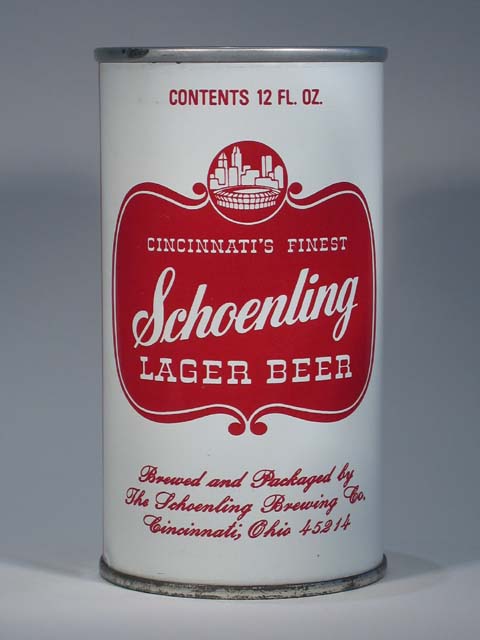 CONTENTS 12 FL. OZ.
CINCINNATI'S FINEST
Schoenling
LAGER BEER
Brewed and Packaged by
The Schoenling Brewing Co.
Cincinnati, Ohio 45214